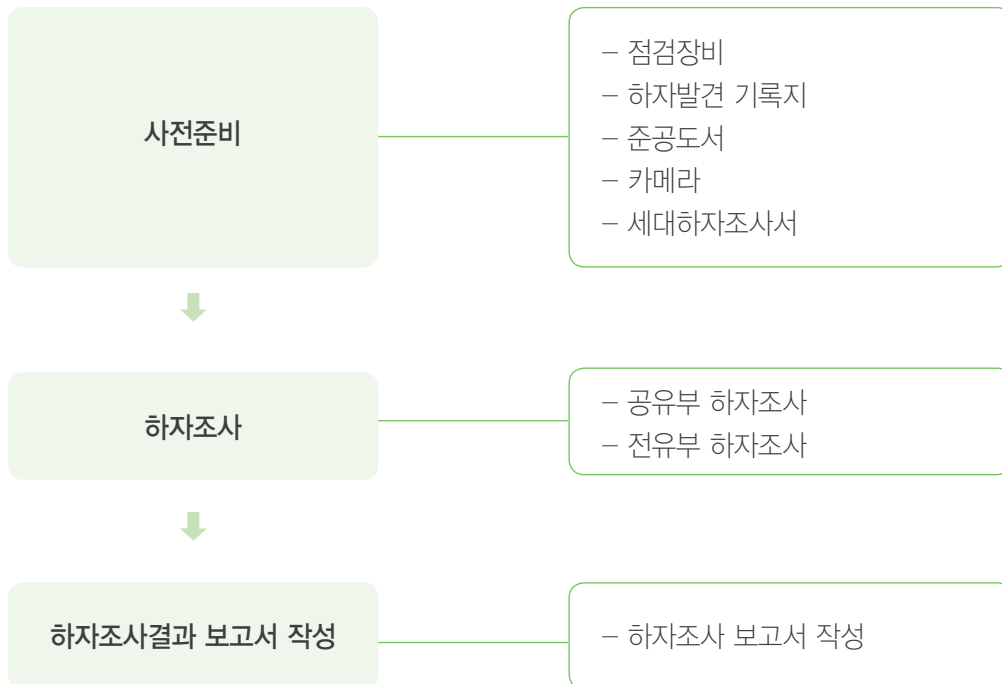 사전준비
– 점검장비
– 하자발견 기록지
– 준공도서
– 카메라
– 세대하자조사서
하자조사
– 공유부 하자조사
– 전유부 하자조사
하자조사결과 보고서 작성
– 하자조사 보고서 작성